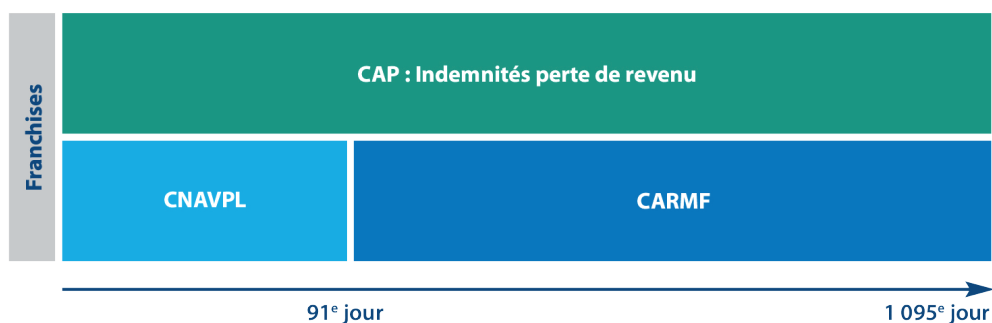 Franchises
CAP : Indemnités perte de revenu
CNAVPL
CARMF
91e jour
1 095e jour